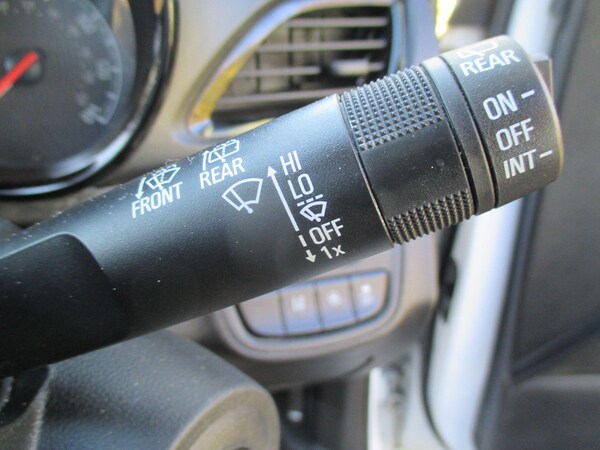 FRONT
REAR
HI
LO
OFF
1x
REAR
ON
OFF
INT